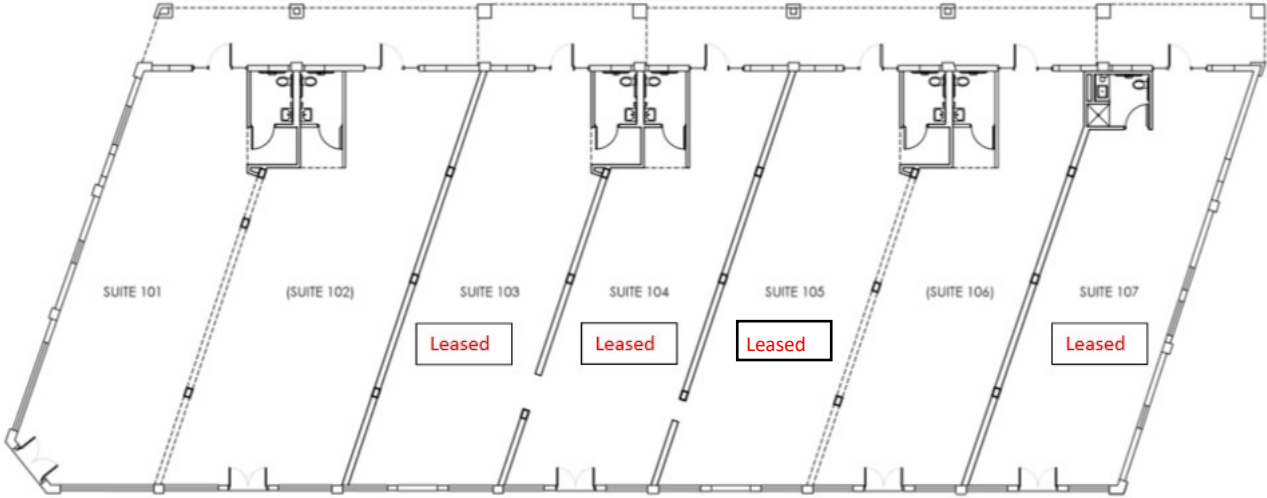 SUITE 101
(SUITE 102)
SUITE 103
SUITE 104
SUITE 105
(SUITE 106)
SUITE 107
Leased
Leased
Leased
Leased